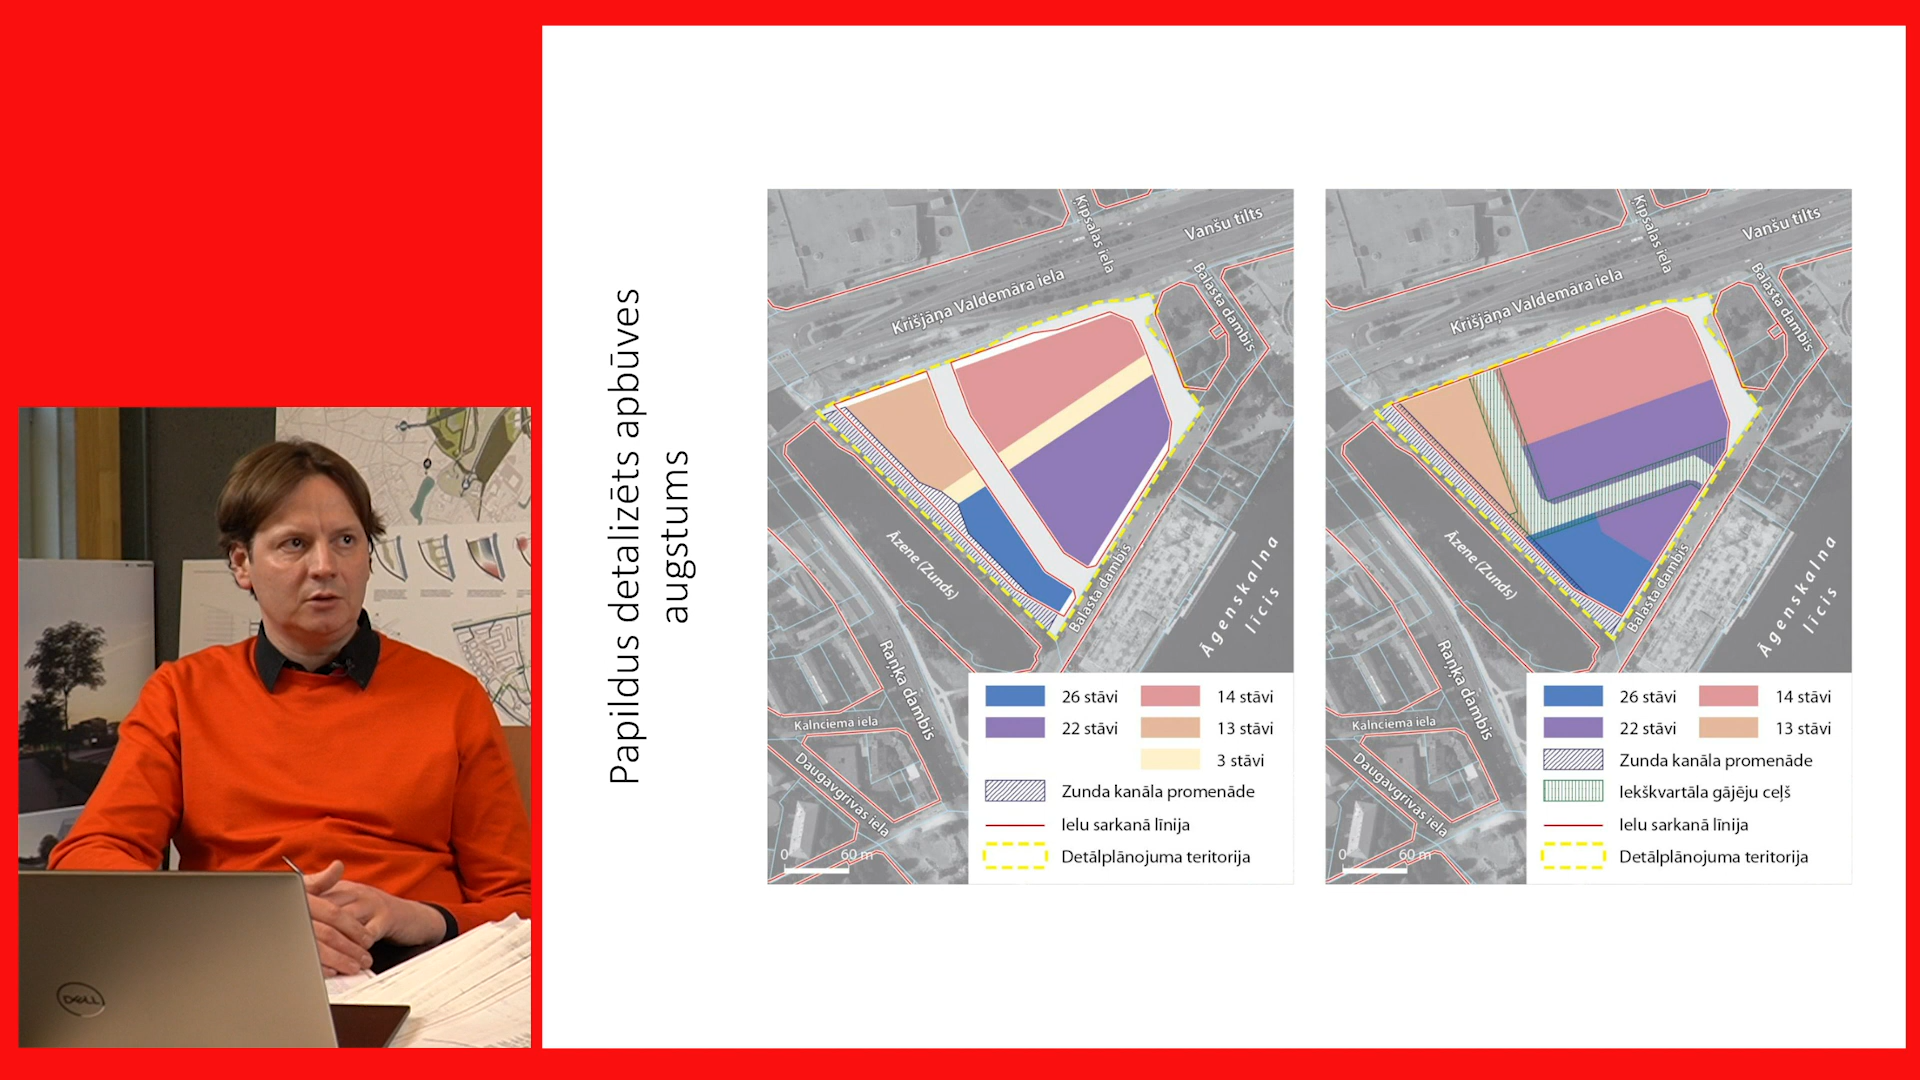 Papildus detalizēts apbūves
augstums
Ķīpsalas iela
Vanšu tilts
Krišjāņa Valdemāra iela
Balasta dambis
Āzene (Zunds)
Balasta dambis
Āgenskalna
līcis
Raņķa dambis
Kalnciema iela
Daugavgrīvas iela
0 60 m
26 stāvi
14 stāvi
22 stāvi
13 stāvi
3 stāvi
Zunda kanāla promenāde
Ielu sarkanā līnija
Detālplānojuma teritorija
Ķīpsalas iela
Vanšu tilts
Krišjāņa Valdemāra iela
Balasta dambis
Āzene (Zunds)
Balasta dambis
Āgenskalna
līcis
Raņķa dambis
Kalnciema iela
Daugavgrīvas iela
0 60 m
26 stāvi
14 stāvi
22 stāvi
13 stāvi
Zunda kanāla promenāde
Iekškvartāla gājēju ceļš
Ielu sarkanā līnija
Detālplānojuma teritorija
DELL